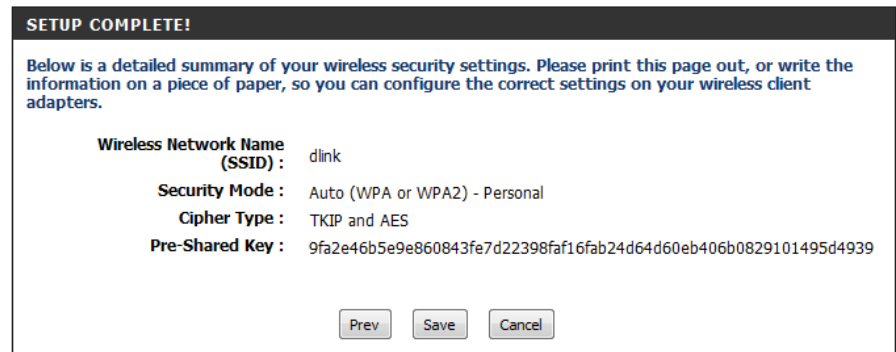 SETUP COMPLETE!
Below is a detailed summary of your wireless security settings. Please print this page out, or write the
information on a piece of paper, so you can configure the correct settings on your wireless client
adapters.
Wireless Network Name
(SSID) : dlink
Security Mode : Auto (WPA or WPA2) - Personal
Cipher Type : TKIP and AES
Pre-Shared Key : 9fa2e46b5e9e860843fe7d22398faf16fab24d64d60eb406b0829101495d4939
Prev Save Cancel